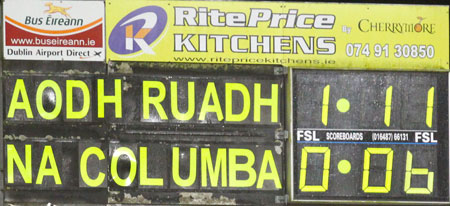 Bus Éireann
www.buseireann.ie
Dublin Airport Direct
R RitePrice
KITCHENS
By CHERRYMORE
074 91 30850
www.ritepricekitchens.ie
AODH RUADH 1·11
FSL SCOREBOARDS (016487) 66131 FSL
NA COLUMBA 0·06